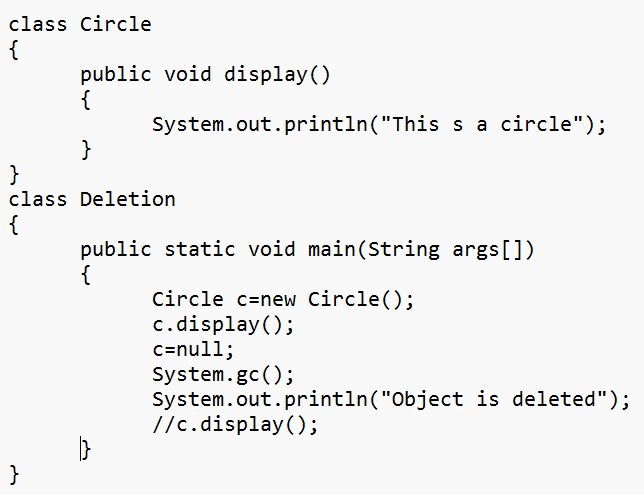 class Circle
{
public void display()
{
System.out.println("This s a circle");
}
}
class Deletion
{
public static void main(String args[])
{
Circle c=new Circle();
c.display();
c=null;
System.gc();
System.out.println("Object is deleted");
//c.display();
}
}